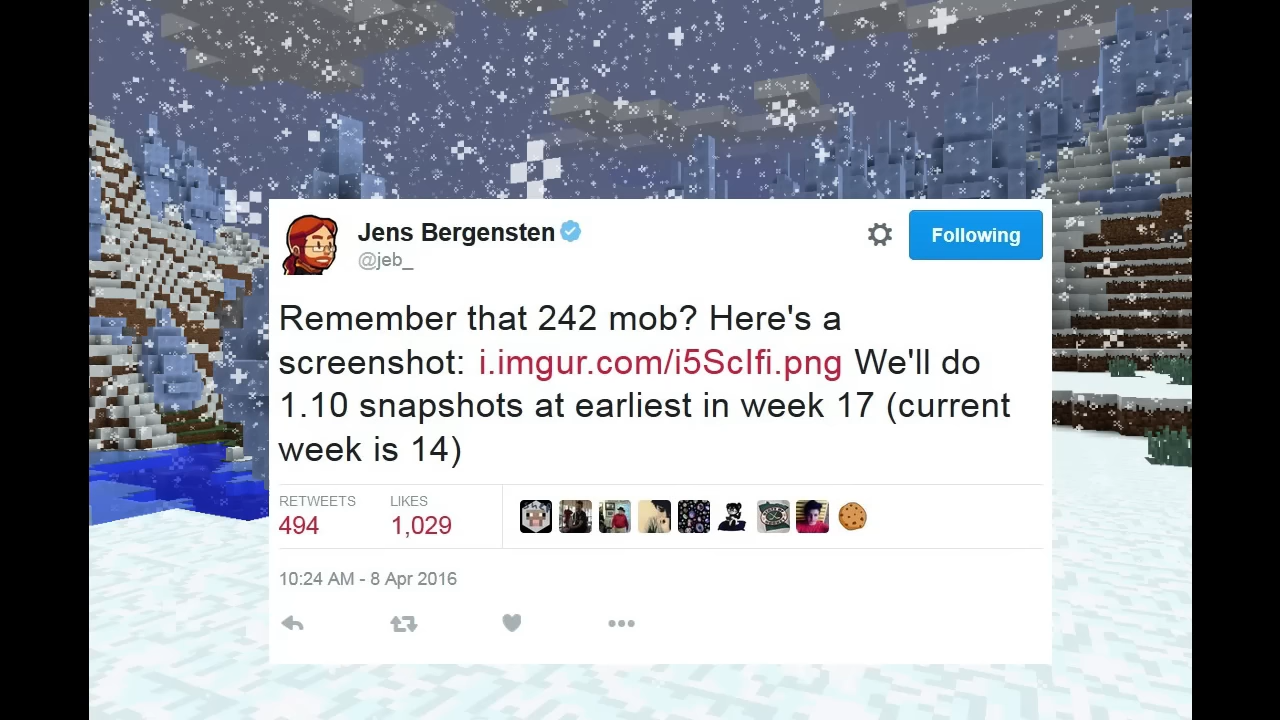 Jens Bergensten
@jeb_
Following
Remember that 242 mob? Here's a
screenshot: i.imgur.com/i5ScIfi.png We'll do
1.10 snapshots at earliest in week 17 (current
week is 14)
RETWEETS LIKES
494 1,029
10:24 AM - 8 Apr 2016